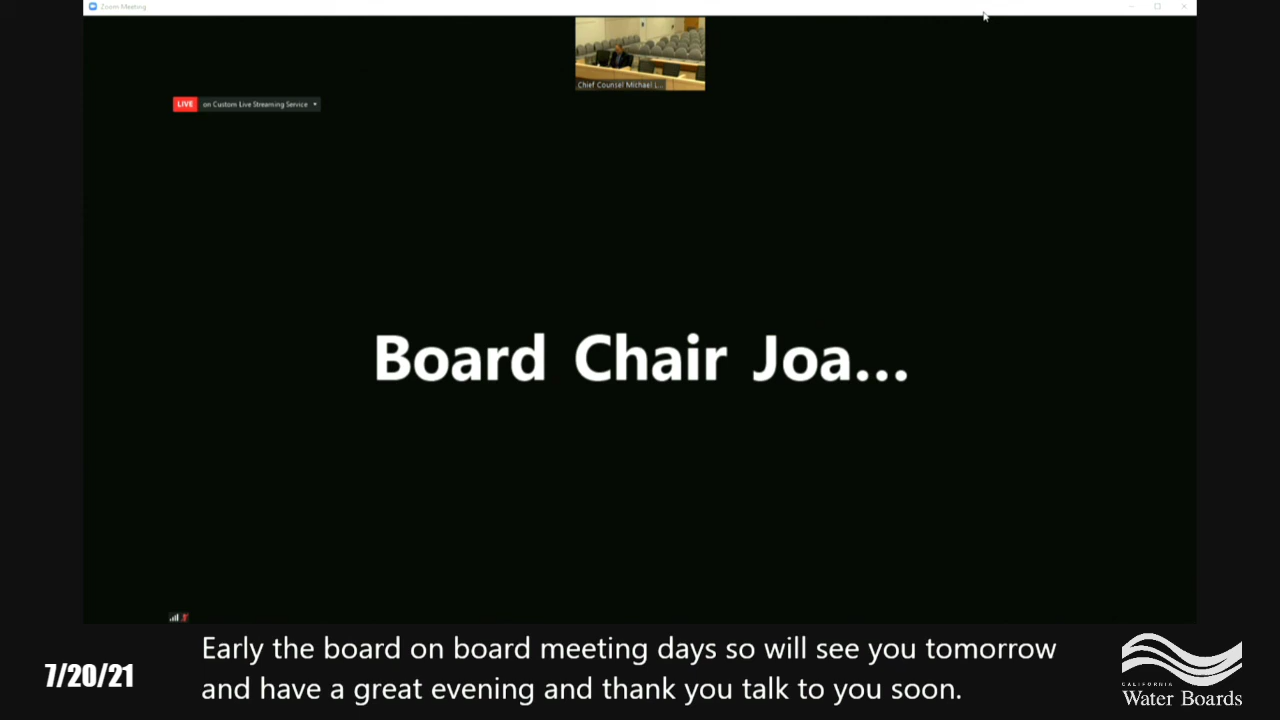 Zoom Meeting
Chief Counsel Michael L...
LIVE on Custom Live Streaming Service
Board Chair Joa...
Early the board on board meeting days so will see you tomorrow
and have a great evening and thank you talk to you soon.
7/20/21
CALIFORNIA
Water Boards